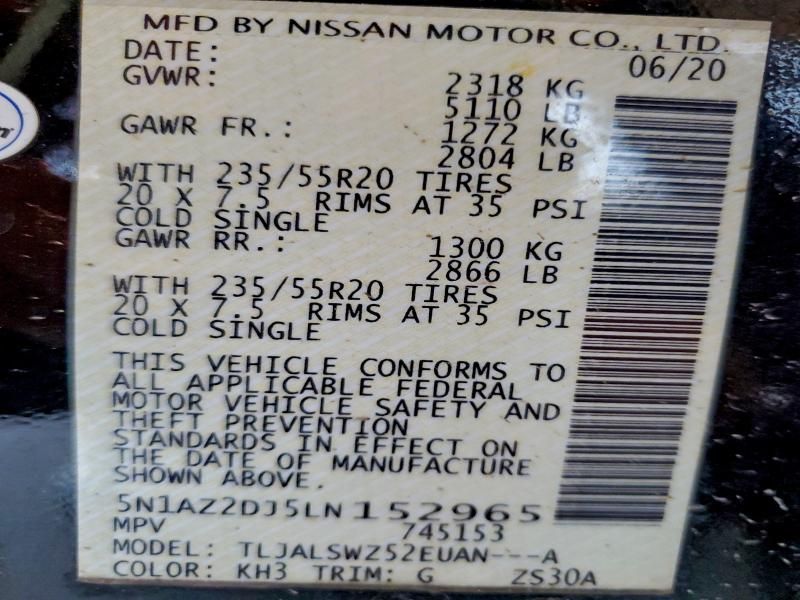 MFD BY NISSAN MOTOR CO., LTD.
DATE: 06/20
GVWR: 2318 KG
5110 LB
GAWR FR.: 1272 KG
2804 LB
WITH 235/55R20 TIRES
20 X 7.5 RIMS AT 35 PSI
COLD SINGLE
GAWR RR.: 1300 KG
2866 LB
WITH 235/55R20 TIRES
20 X 7.5 RIMS AT 35 PSI
COLD SINGLE
THIS VEHICLE CONFORMS TO
ALL APPLICABLE FEDERAL
MOTOR VEHICLE SAFETY AND
THEFT PREVENTION
STANDARDS IN EFFECT ON
THE DATE OF MANUFACTURE
SHOWN ABOVE.
5N1AZ2DJ5LN152965
MPV 745153
MODEL: TLJALSWZ52EUAN---A
COLOR: KH3 TRIM: G ZS30A